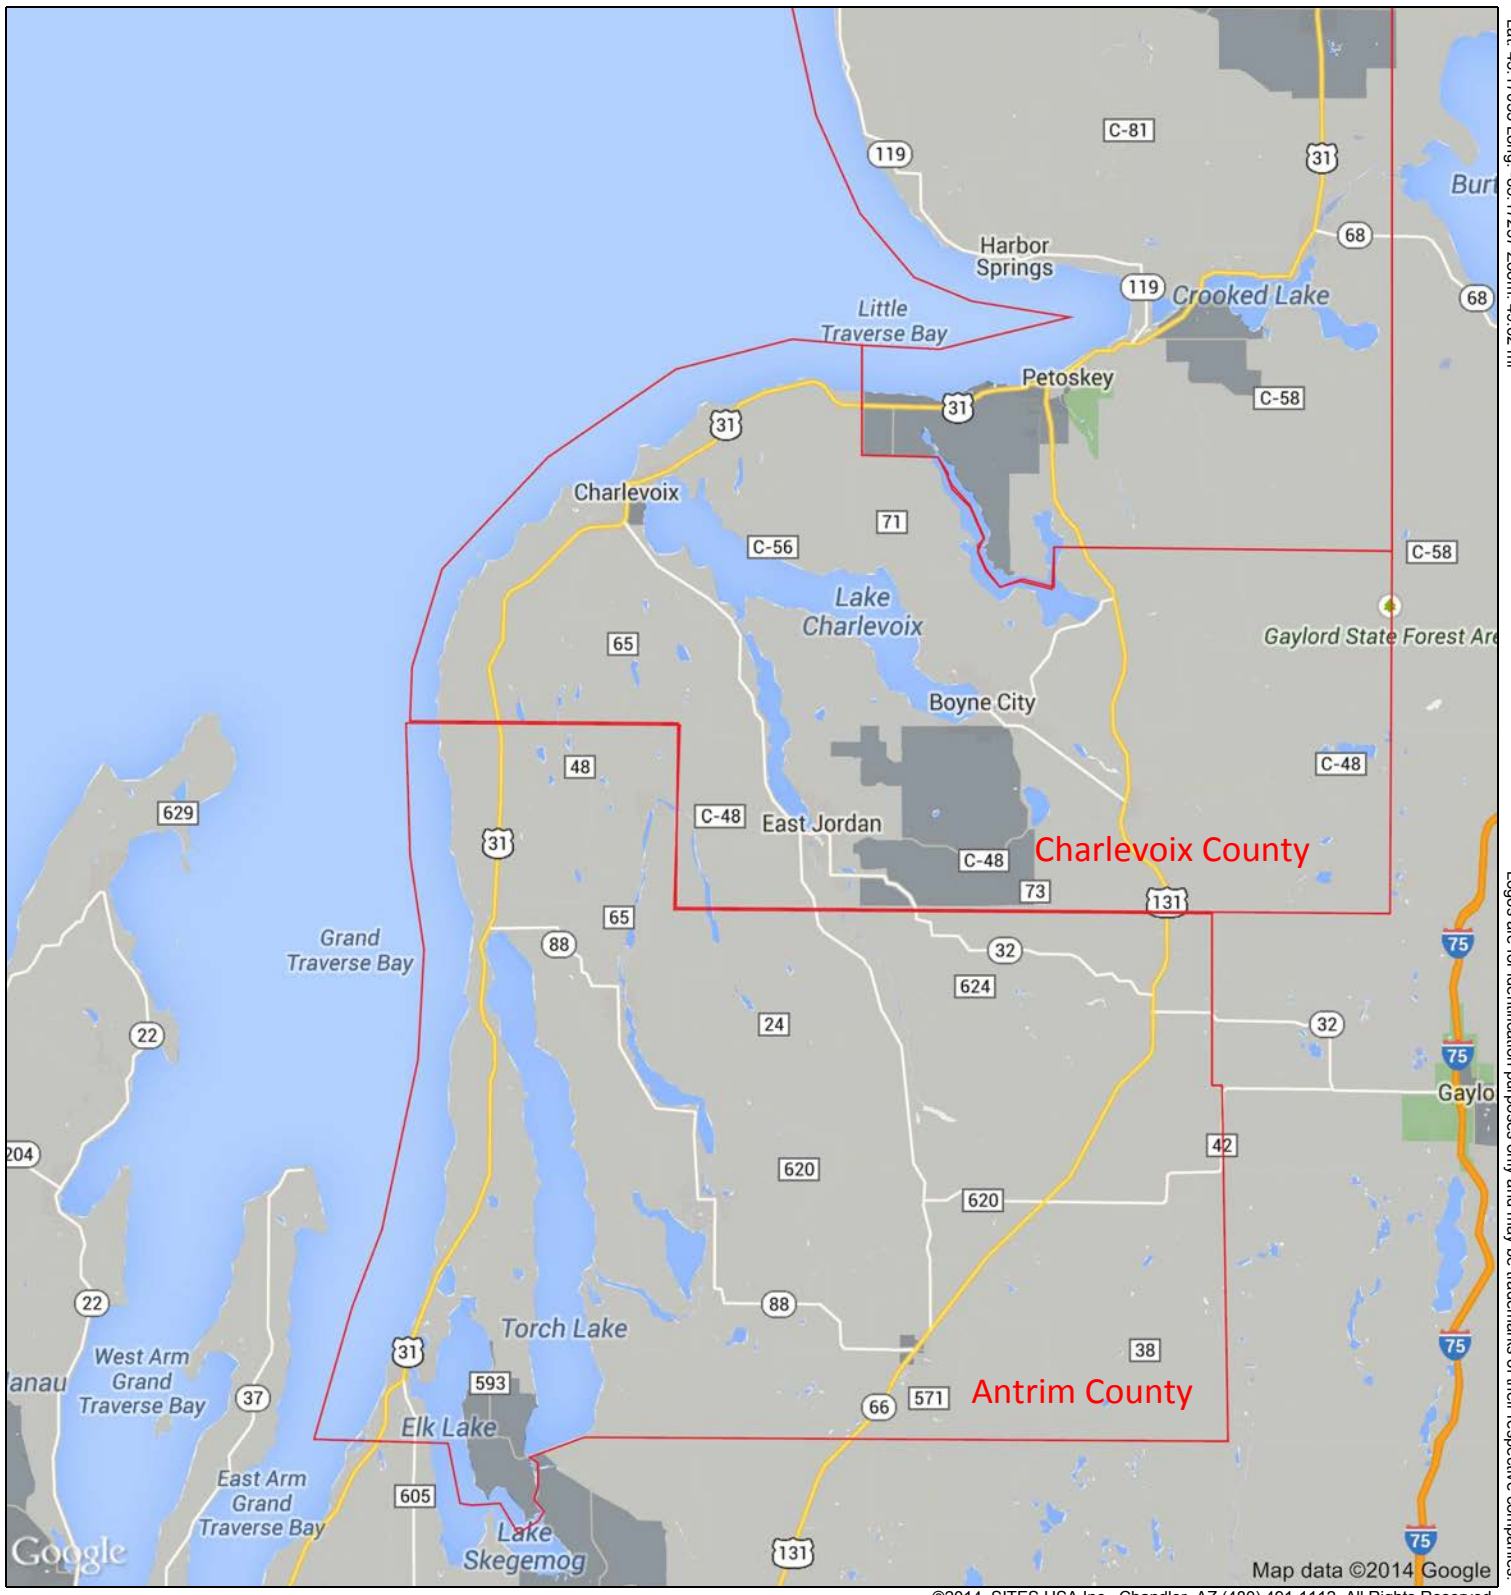 C-81
119
31
Burt
68
Harbor
Springs
119
Crooked Lake
68
Little
Traverse Bay
Petoskey
31
C-58
31
Charlevoix
71
C-56
C-58
Lake
Charlevoix
65
Gaylord State Forest Are
Boyne City
48
C-48
629
C-48
East Jordan
31
Charlevoix County
C-48
73
131
65
Grand
Traverse Bay
88
32
75
624
22
24
32
75
Gaylo
42
204
620
620
22
88
Torch Lake
31
38
75
West Arm
Grand
Traverse Bay
anau
593
37
Antrim County
571
66
Elk Lake
East Arm
Grand
Traverse Bay
605
Lake
Skegemog
131
75
Google
Map data ©2014 Google